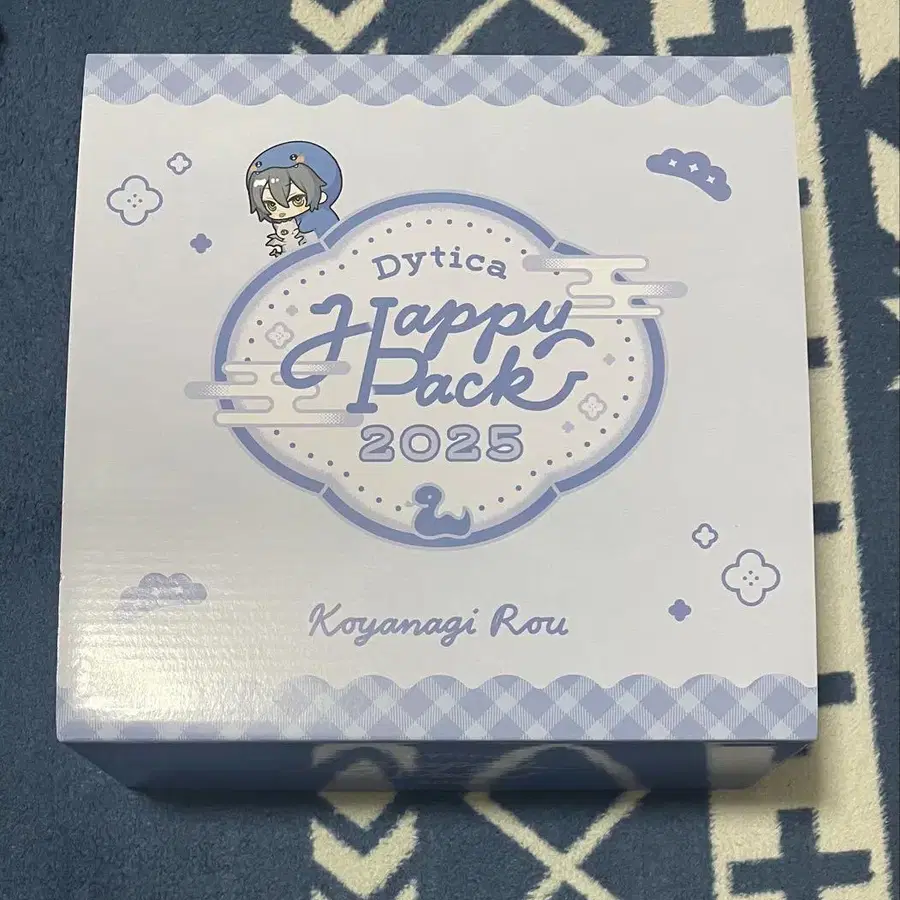 Dytica
Happy
Pack
2025
Koyanagi Rou